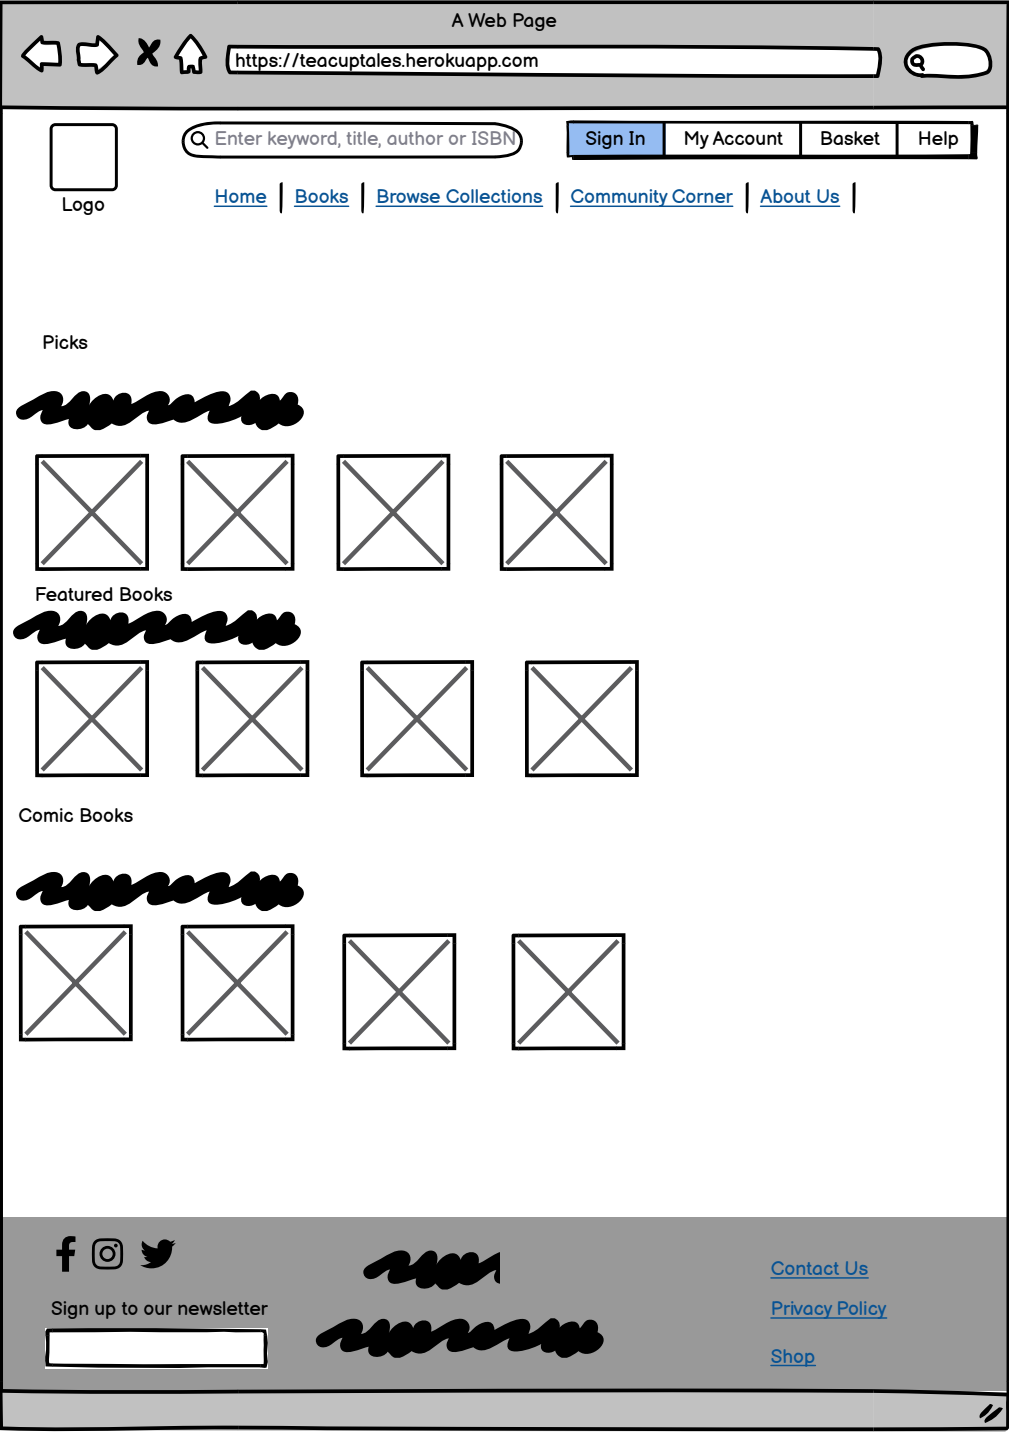 A Web Page
https://teacuptales.herokuapp.com
Enter keyword, title, author or ISBN
Sign In My Account Basket Help
Logo
Home Books Browse Collections Community Corner About Us
Picks
Featured Books
Comic Books
Sign up to our newsletter
Contact Us
Privacy Policy
Shop